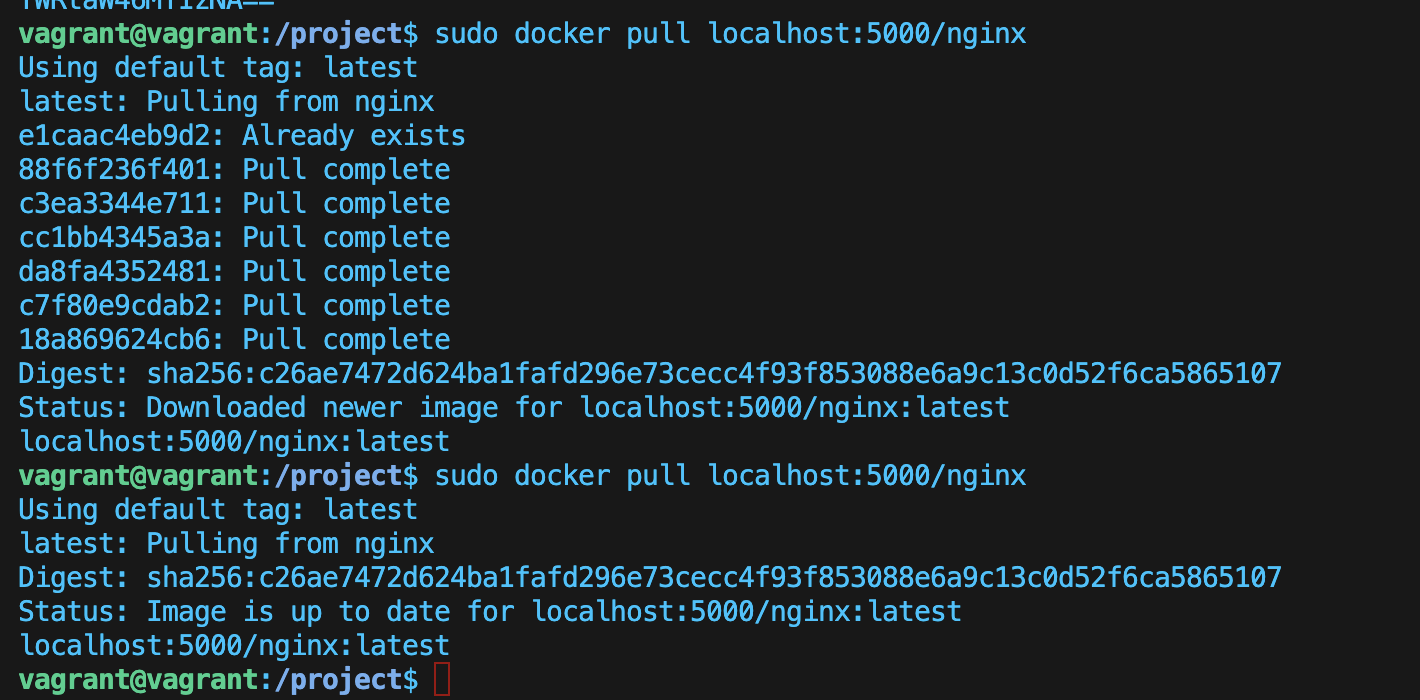 vagrant@vagrant:/project$ sudo docker pull localhost:5000/nginx
Using default tag: latest
latest: Pulling from nginx
e1caac4eb9d2: Already exists
88f6f236f401: Pull complete
c3ea3344e711: Pull complete
cc1bb4345a3a: Pull complete
da8fa4352481: Pull complete
c7f80e9cdab2: Pull complete
18a869624cb6: Pull complete
Digest: sha256:c26ae7472d624ba1fafd296e73cecc4f93f853088e6a9c13c0d52f6ca5865107
Status: Downloaded newer image for localhost:5000/nginx:latest
localhost:5000/nginx:latest
vagrant@vagrant:/project$ sudo docker pull localhost:5000/nginx
Using default tag: latest
latest: Pulling from nginx
Digest: sha256:c26ae7472d624ba1fafd296e73cecc4f93f853088e6a9c13c0d52f6ca5865107
Status: Image is up to date for localhost:5000/nginx:latest
localhost:5000/nginx:latest
vagrant@vagrant:/project$